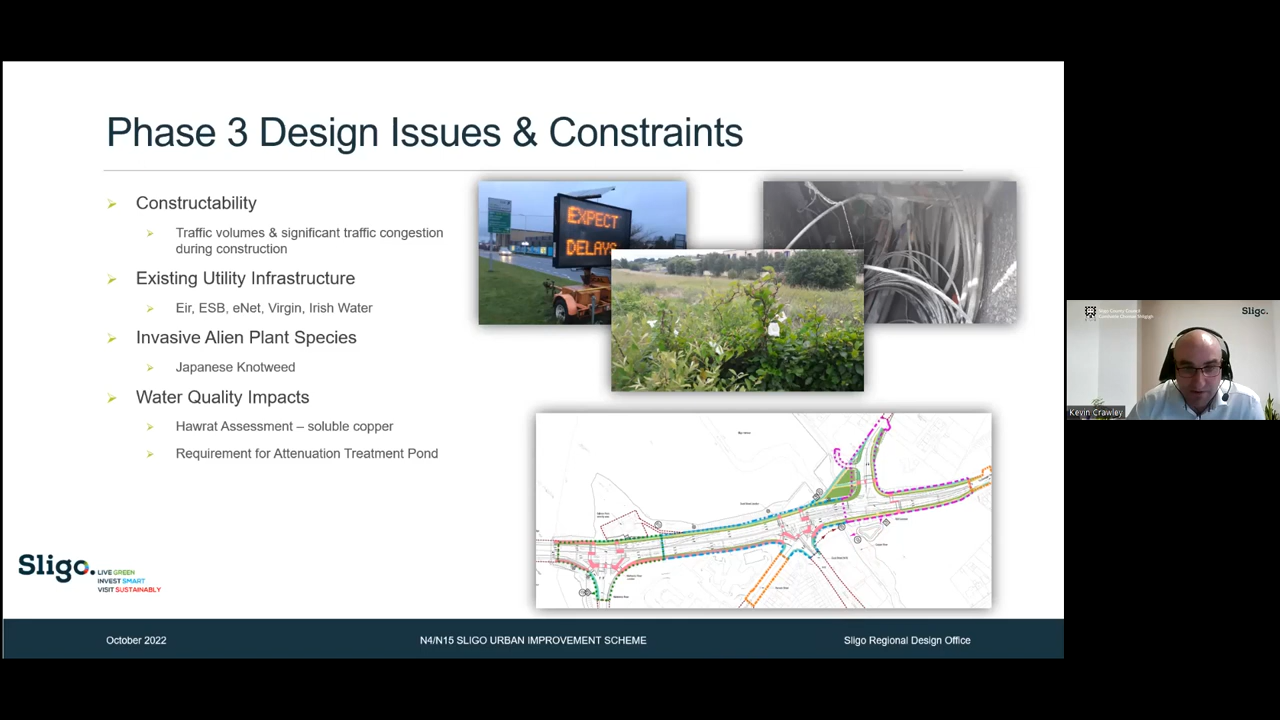 Phase 3 Design Issues & Constraints
Constructability
Traffic volumes & significant traffic congestion
during construction
Existing Utility Infrastructure
Eir, ESB, eNet, Virgin, Irish Water
Invasive Alien Plant Species
Japanese Knotweed
Water Quality Impacts
Hawrat Assessment – soluble copper
Requirement for Attenuation Treatment Pond
EXPECT
DELAYS
Sligo.
LIVE GREEN
INVEST SMART
VISIT SUSTAINABLY
October 2022
N4/N15 SLIGO URBAN IMPROVEMENT SCHEME
Sligo Regional Design Office
Sligo County Council
Sligo.
Kevin Crawley